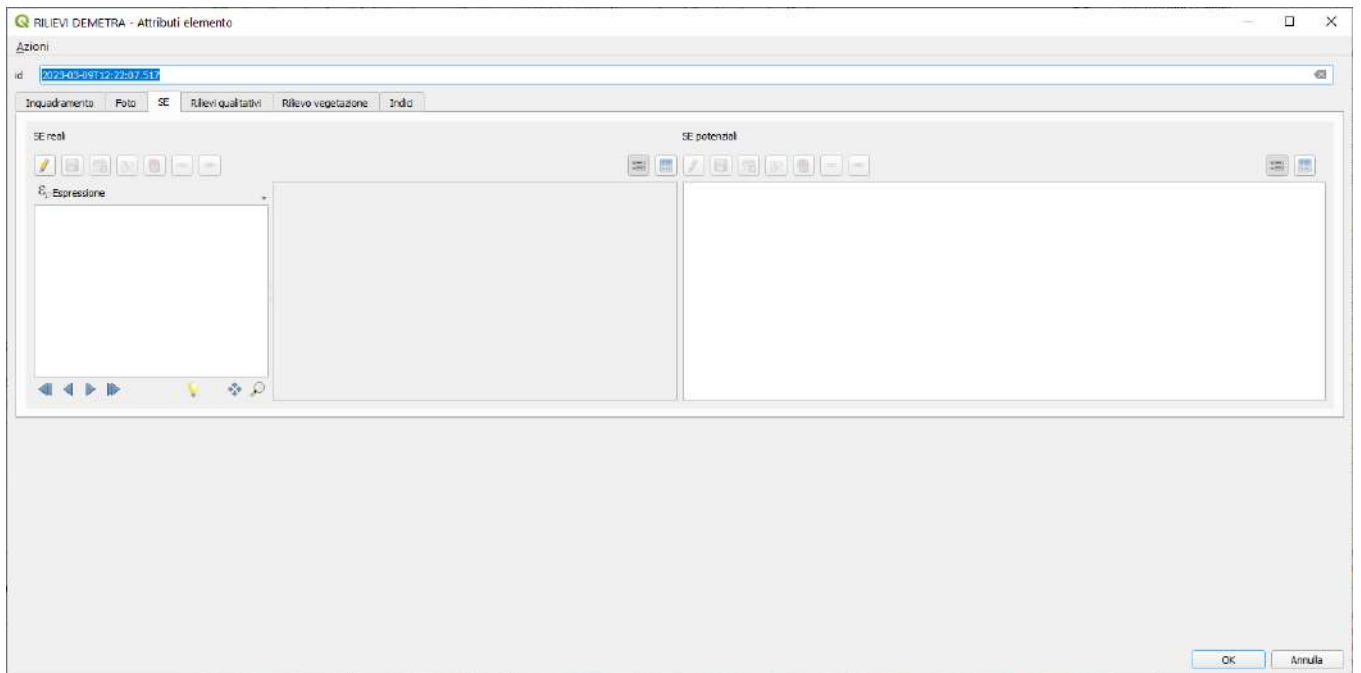 RILIEVI DEMETRA - Attributi elemento
Azioni
id 2023-03-09T12:22:07.517
Inquadramento Foto SE Rilievi qualitativi Rilievo vegetazione Indici
SE reali SE potenziali
Espressione
OK Annulla